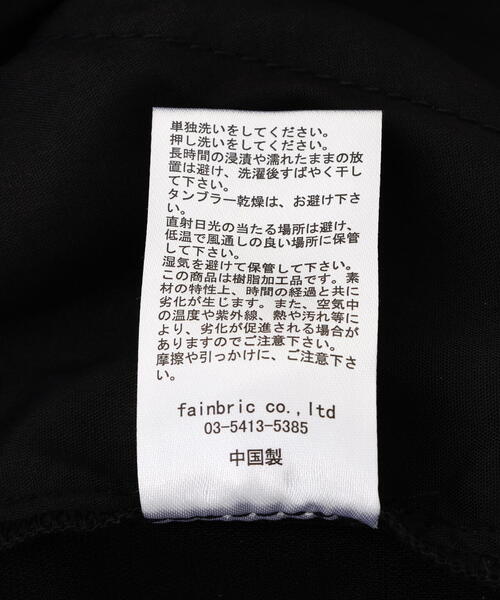 単独洗いをしてください。
押し洗いをしてください。
長時間の浸漬や濡れたままの放
置は避け、洗濯後すばやく干し
て下さい。
タンブラー乾燥は、お避け下さ
い。
直射日光の当たる場所は避け、
低温で風通しの良い場所に保管
して下さい。
湿気を避けて保管して下さい。
この商品は樹脂加工品です。素
材の特性上、時間の経過と共に
劣化が生じます。また、空気中
の温度や紫外線、熱や汚れ等に
より、劣化が促進される場合が
ありますのでご注意下さい。
摩擦や引っかけに、ご注意下さ
い。
fainbric co.,ltd
03-5413-5385
中国製